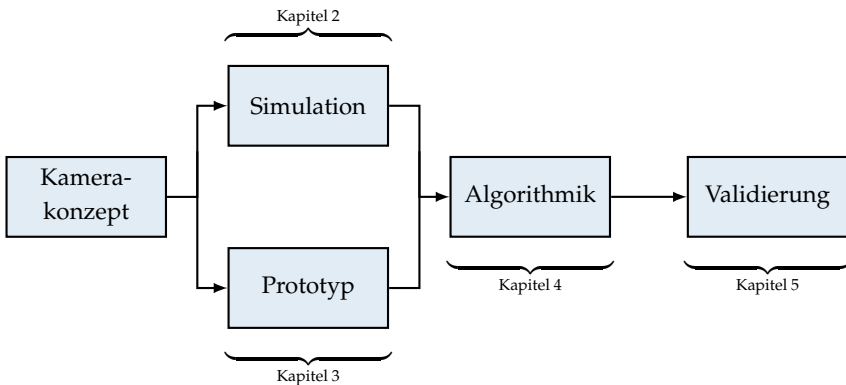 Kapitel 2
Simulation
Kamera-
konzept
Algorithmik
Validierung
Prototyp
Kapitel 4
Kapitel 5
Kapitel 3